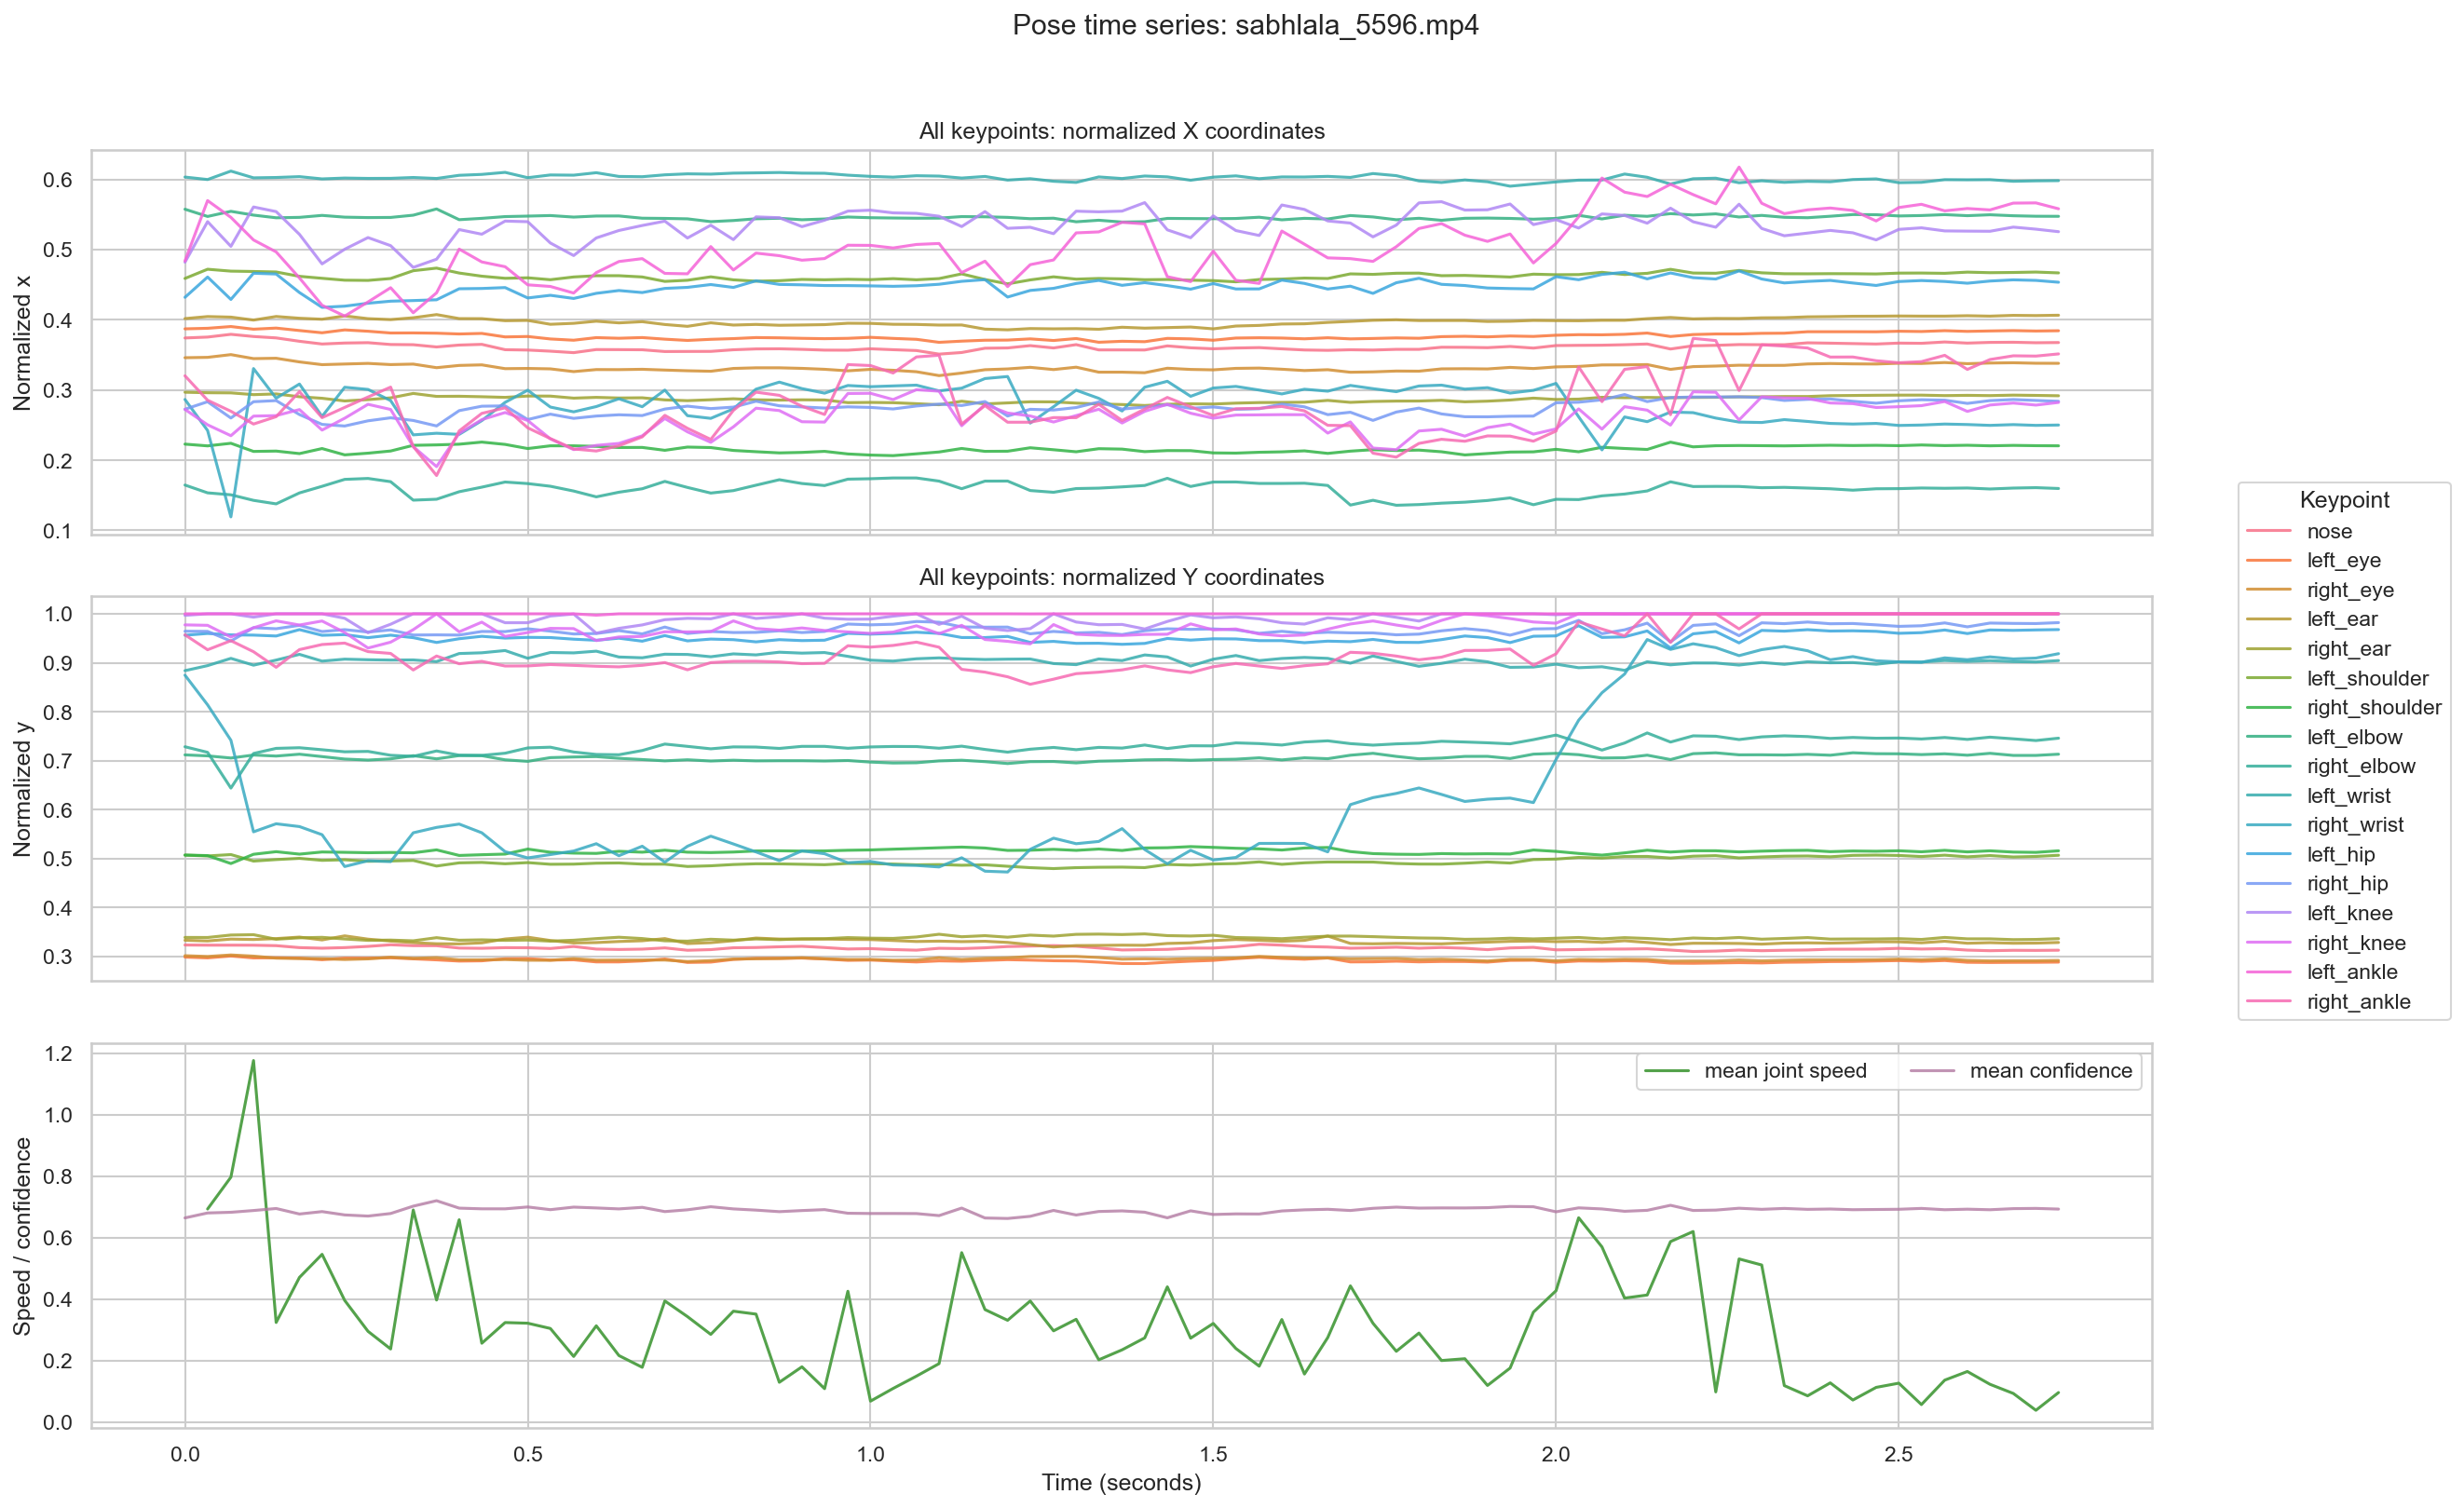 Pose time series: sabhlala_5596.mp4
All keypoints: normalized X coordinates
Normalized x
0.6
0.5
0.4
0.3
0.2
0.1
All keypoints: normalized Y coordinates
Normalized y
1.0
0.9
0.8
0.7
0.6
0.5
0.4
0.3
Keypoint
nose
left_eye
right_eye
left_ear
right_ear
left_shoulder
right_shoulder
left_elbow
right_elbow
left_wrist
right_wrist
left_hip
right_hip
left_knee
right_knee
left_ankle
right_ankle
Speed / confidence
1.2
1.0
0.8
0.6
0.4
0.2
0.0
mean joint speed mean confidence
0.0 0.5 1.0 1.5 2.0 2.5
Time (seconds)